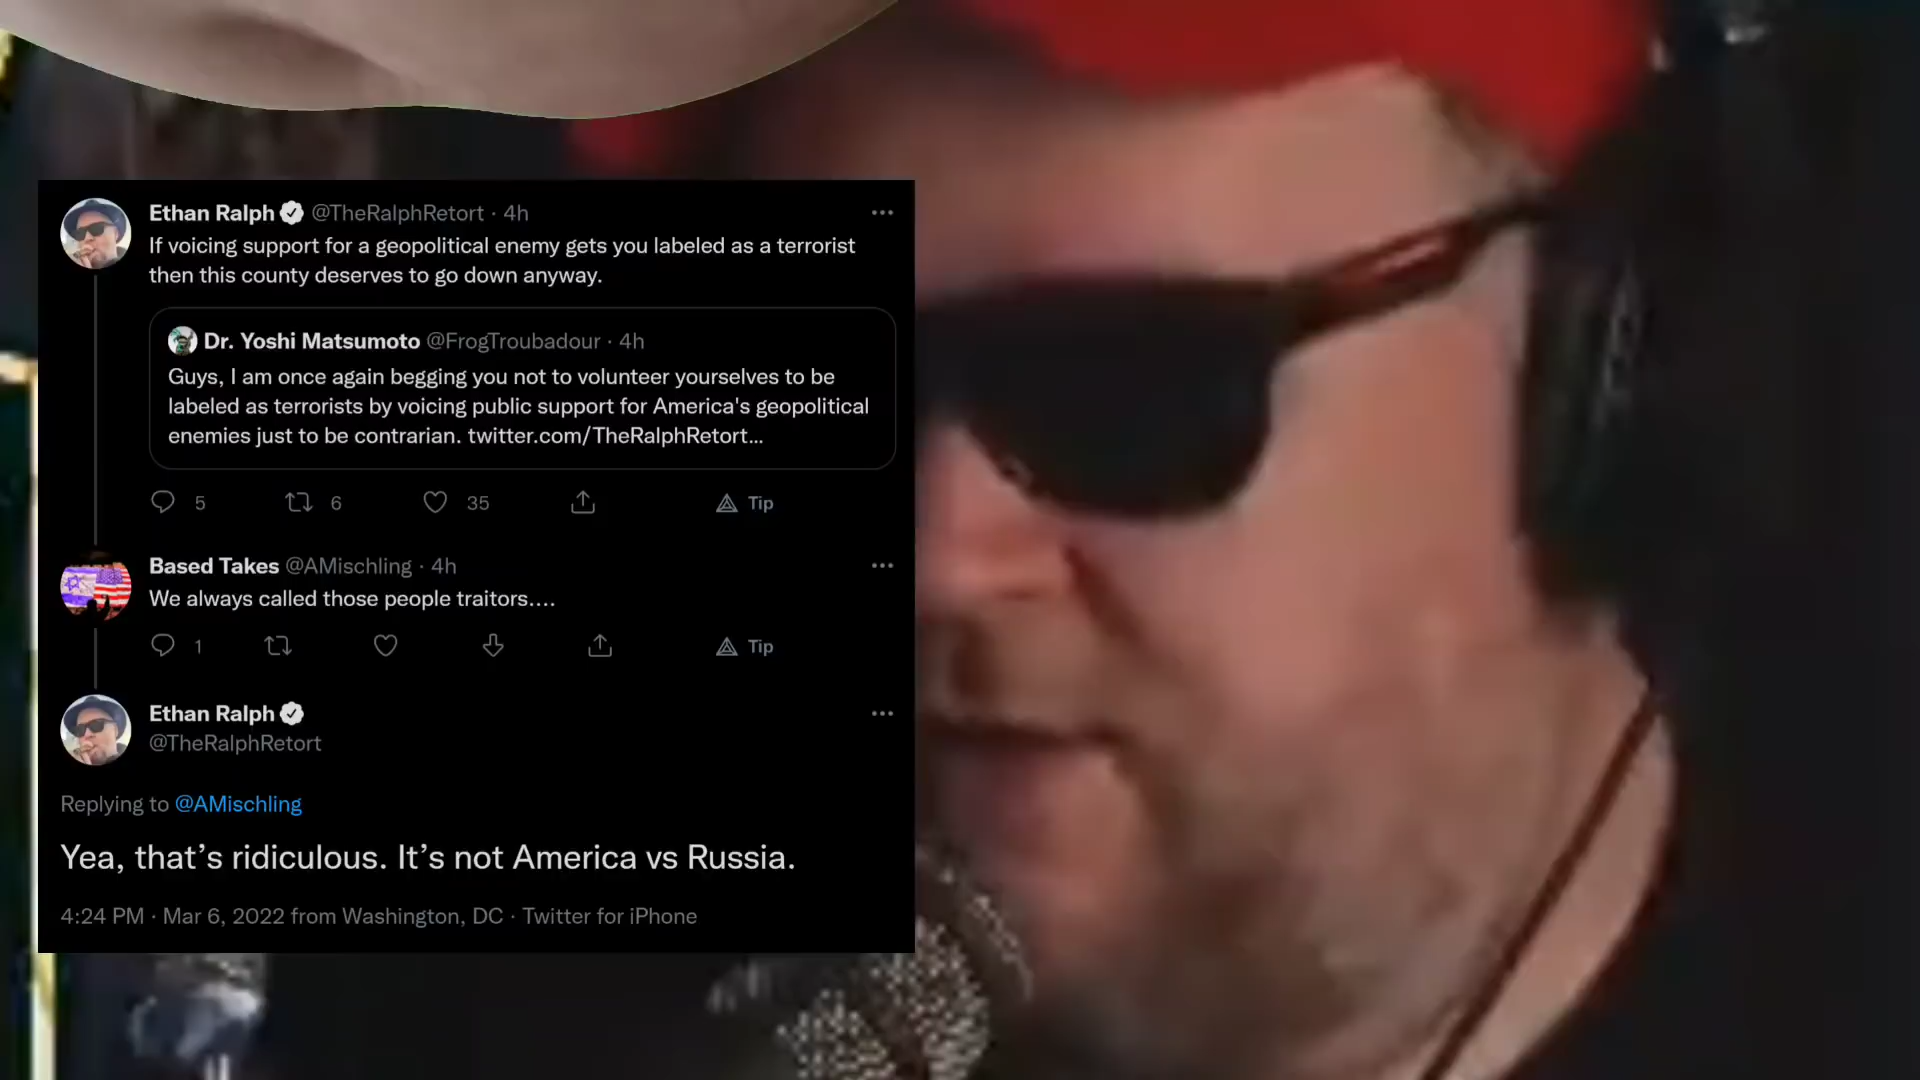 Ethan Ralph @TheRalphRetort · 4h
If voicing support for a geopolitical enemy gets you labeled as a terrorist
then this county deserves to go down anyway.
Dr. Yoshi Matsumoto @FrogTroubadour · 4h
Guys, I am once again begging you not to volunteer yourselves to be
labeled as terrorists by voicing public support for America's geopolitical
enemies just to be contrarian. twitter.com/TheRalphRetort...
5 6 35 Tip
Based Takes @AMischling · 4h
We always called those people traitors....
1 Tip
Ethan Ralph
@TheRalphRetort
Replying to @AMischling
Yea, that’s ridiculous. It’s not America vs Russia.
4:24 PM · Mar 6, 2022 from Washington, DC · Twitter for iPhone